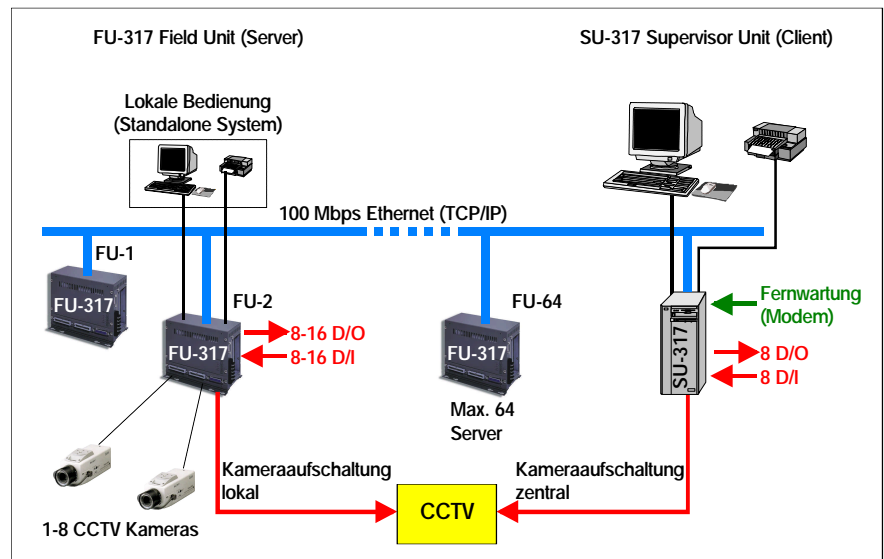 FU-317 Field Unit (Server)
SU-317 Supervisor Unit (Client)
Lokale Bedienung
(Standalone System)
100 Mbps Ethernet (TCP/IP)
FU-1
FU-317
FU-2
FU-317
8-16 D/O
8-16 D/I
FU-64
FU-317
Max. 64
Server
SU-317
Fernwartung
(Modem)
8 D/O
8 D/I
Kameraaufschaltung
lokal
Kameraaufschaltung
zentral
CCTV
1-8 CCTV Kameras